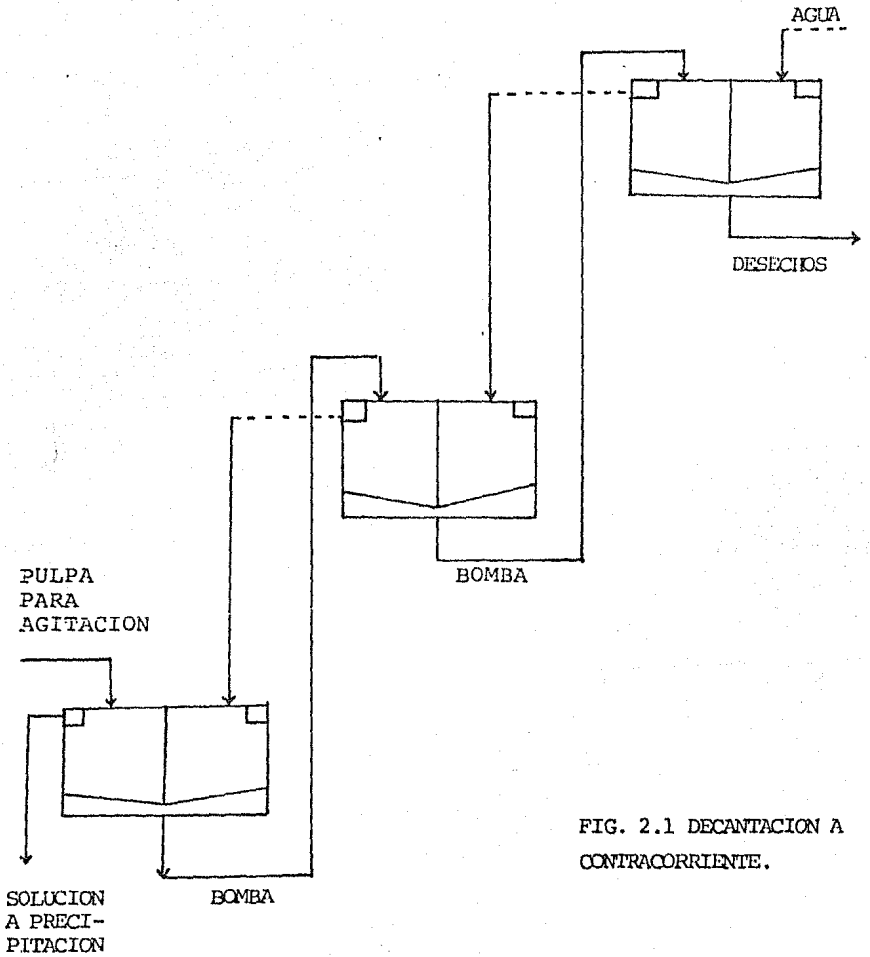 AGUA
DESECHOS
BOMBA
PULPA
PARA
AGITACION
SOLUCION
A PRECI-
PITACION
BOMBA
FIG. 2.1 DECANTACION A
CONTRACORRIENTE.